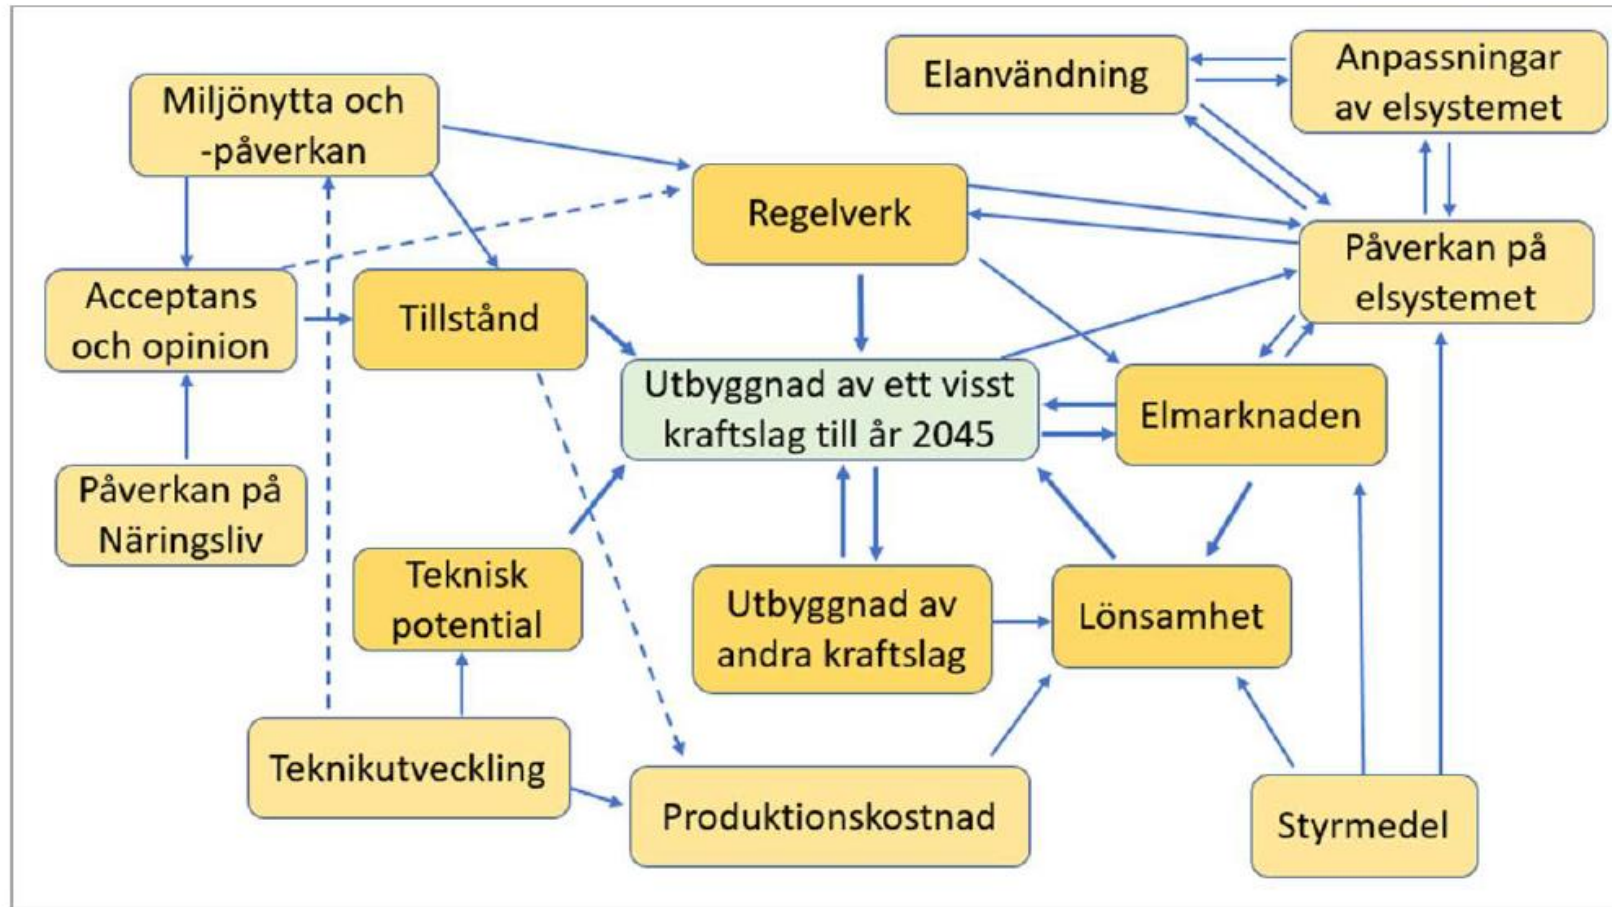 Elanvändning
Anpassningar
av elsystemet
Miljönytta och
-påverkan
Regelverk
Påverkan på
elsystemet
Acceptans
och opinion
Tillstånd
Utbyggnad av ett visst
kraftslag till år 2045
Elmarknaden
Påverkan på
Näringsliv
Teknisk
potential
Utbyggnad av
andra kraftslag
Lönsamhet
Teknikutveckling
Produktionskostnad
Styrmedel